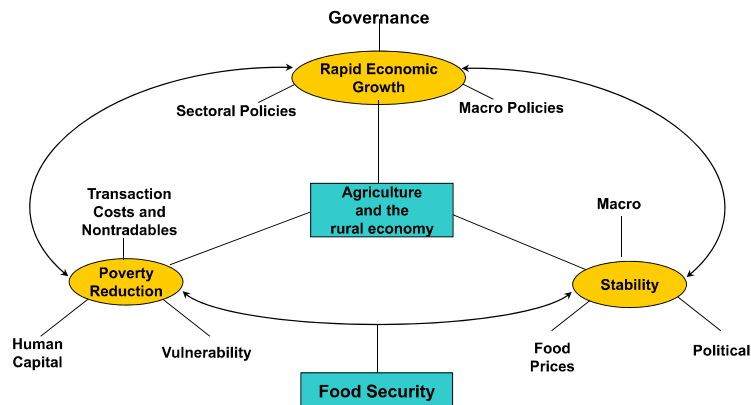 Governance
Rapid Economic
Growth
Sectoral Policies
Macro Policies
Agriculture
and the
rural economy
Transaction
Costs and
Nontradables
Macro
Poverty
Reduction
Stability
Human
Capital
Vulnerability
Food
Prices
Political
Food Security